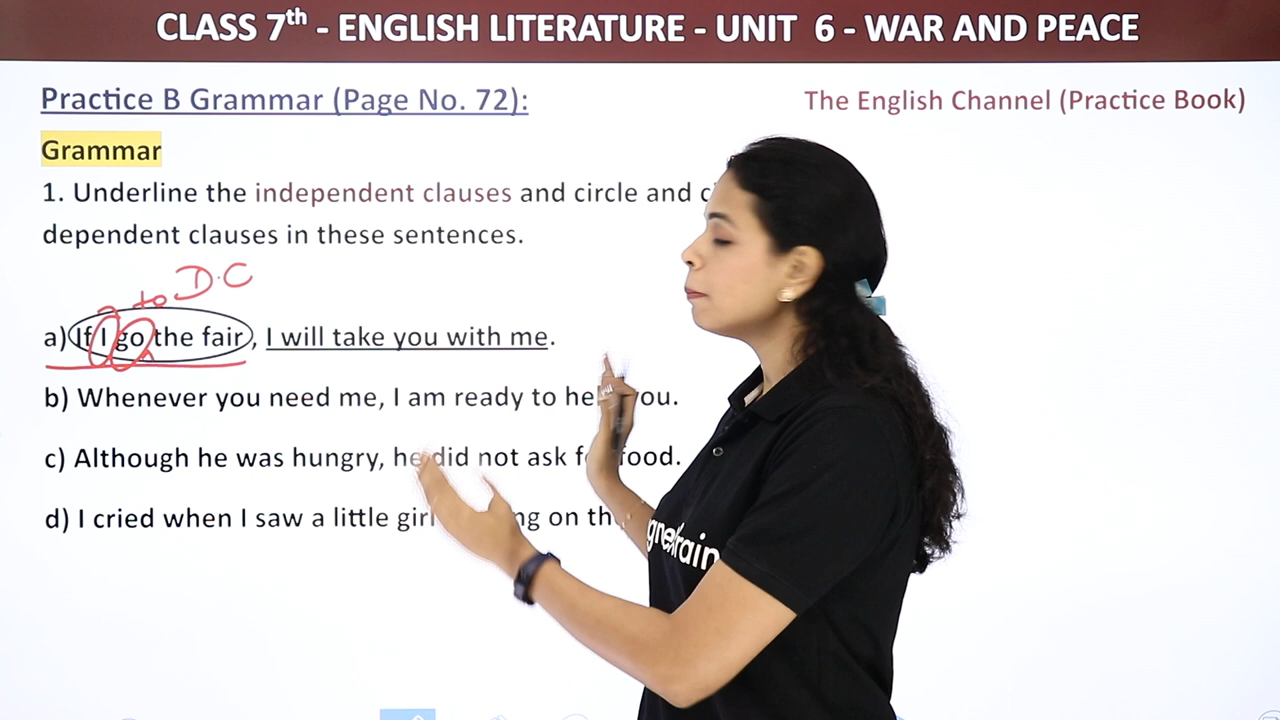 CLASS 7th - ENGLISH LITERATURE - UNIT 6 - WAR AND PEACE
Practice B Grammar (Page No. 72):
The English Channel (Practice Book)
Grammar
1. Underline the independent clauses and circle and
dependent clauses in these sentences.
to D.C
a) If I go the fair, I will take you with me.
b) Whenever you need me, I am ready to you.
c) Although he was hungry, he did not ask food.
d) I cried when I saw a little on